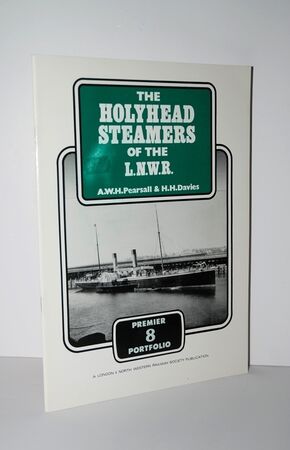 THE
HOLYHEAD
STEAMERS
OF THE
L.N.W.R.
A.W.H.Pearsall & H.H.Davies
PREMIER
8
PORTFOLIO
A LONDON & NORTH WESTERN RAILWAY SOCIETY PUBLICATION